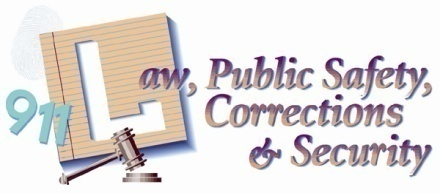 Law, Public Safety,
911
Corrections
& Security